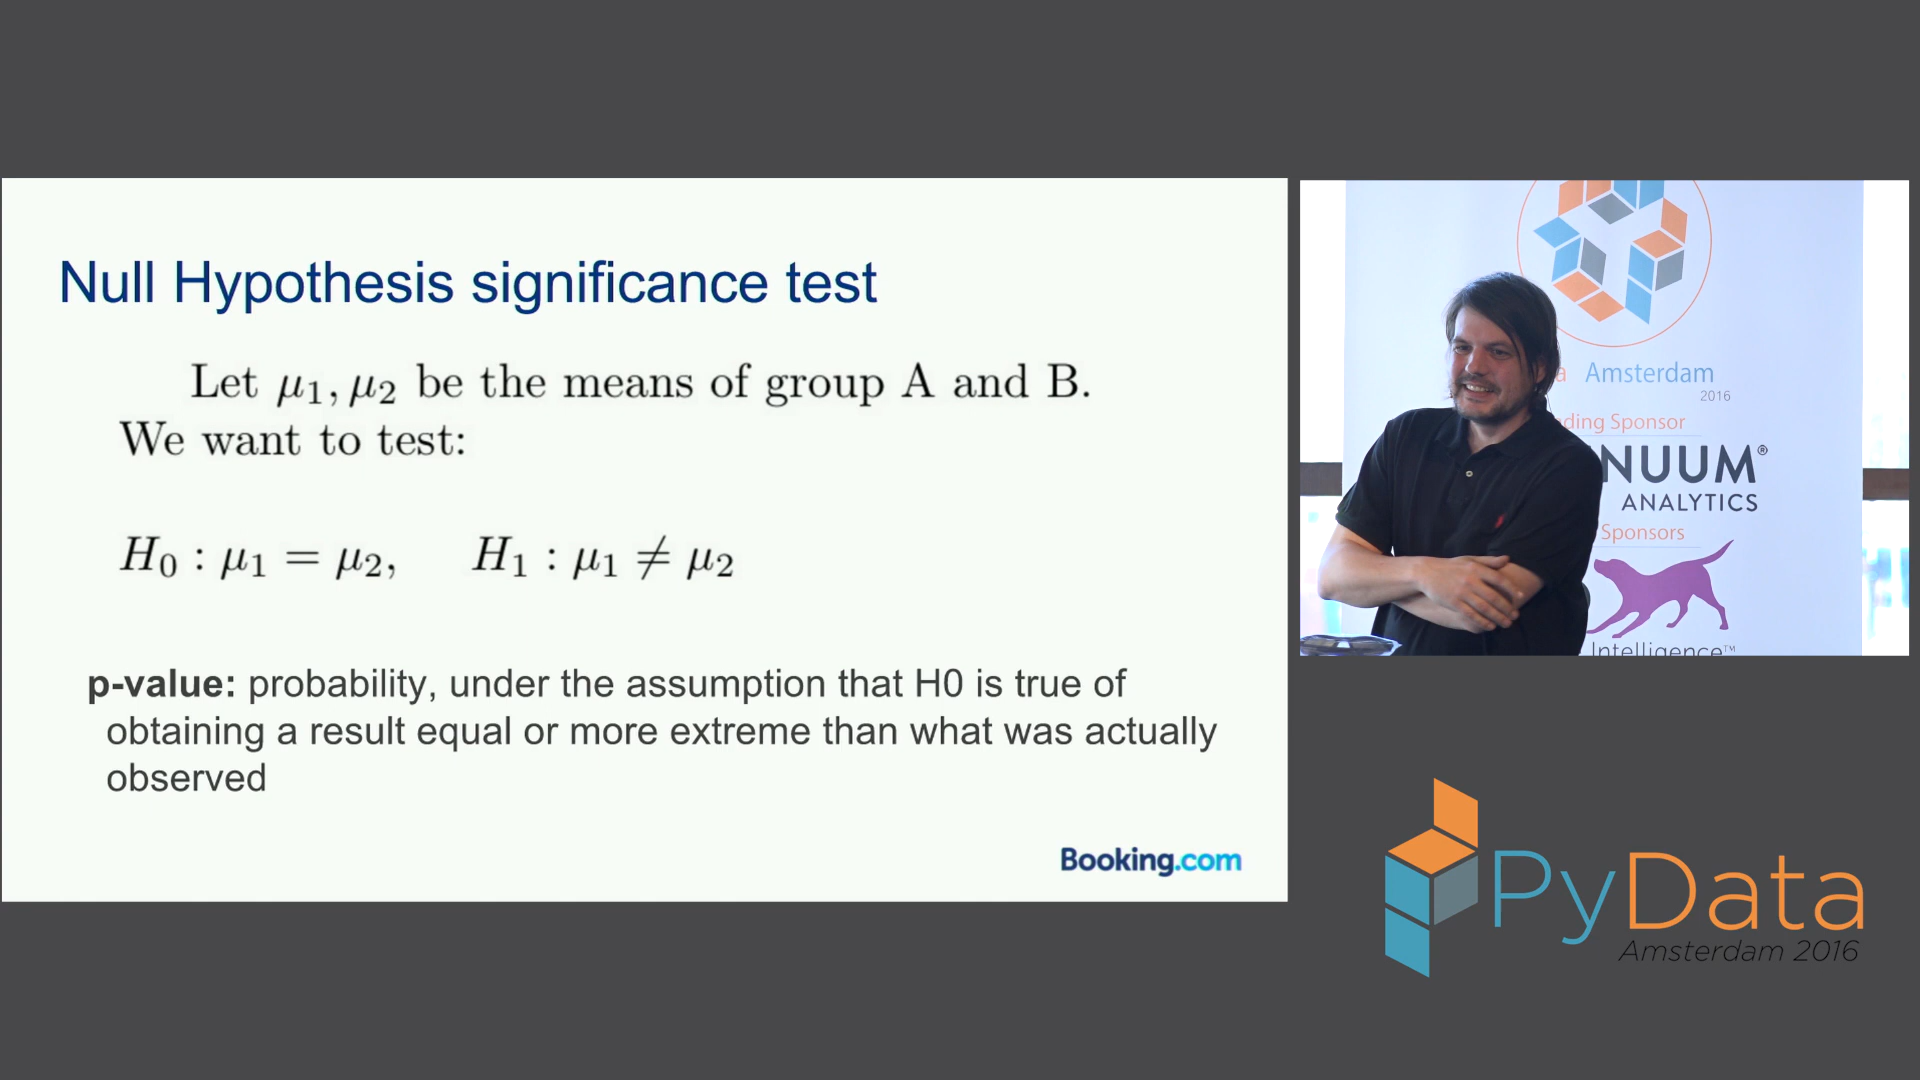 Null Hypothesis significance test
Let μ₁, μ₂ be the means of group A and B.
We want to test:
H₀ : μ₁ = μ₂, H₁ : μ₁ ≠ μ₂
p-value: probability, under the assumption that H0 is true of
obtaining a result equal or more extreme than what was actually
observed
Booking.com
a Amsterdam
2016
ding Sponsor
NUUM®
ANALYTICS
Sponsors
Intelligence™
PyData
Amsterdam 2016